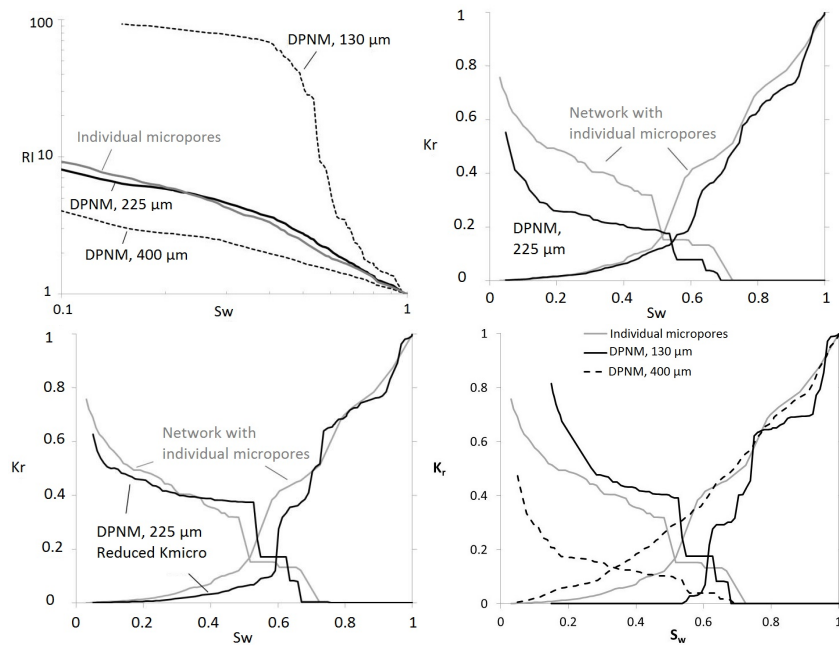 100
DPNM, 130 µm
Individual micropores
RI
10
DPNM, 225 µm
DPNM, 400 µm
1
0.1
Sw
1
1
0.8
Network with
individual micropores
Kr
0.6
0.4
DPNM,
225 µm
0.2
0
0
0.2
0.4
Sw
0.6
0.8
1
1
0.8
Network with
individual micropores
0.6
Kr
0.4
DPNM, 225 µm
Reduced Kmicro
0.2
0
0
0.2
0.4
Sw
0.6
0.8
1
1
Individual micropores
DPNM, 130 µm
DPNM, 400 µm
0.8
0.6
Kr
0.4
0.2
0
0
0.2
0.4
0.6
0.8
1
Sw